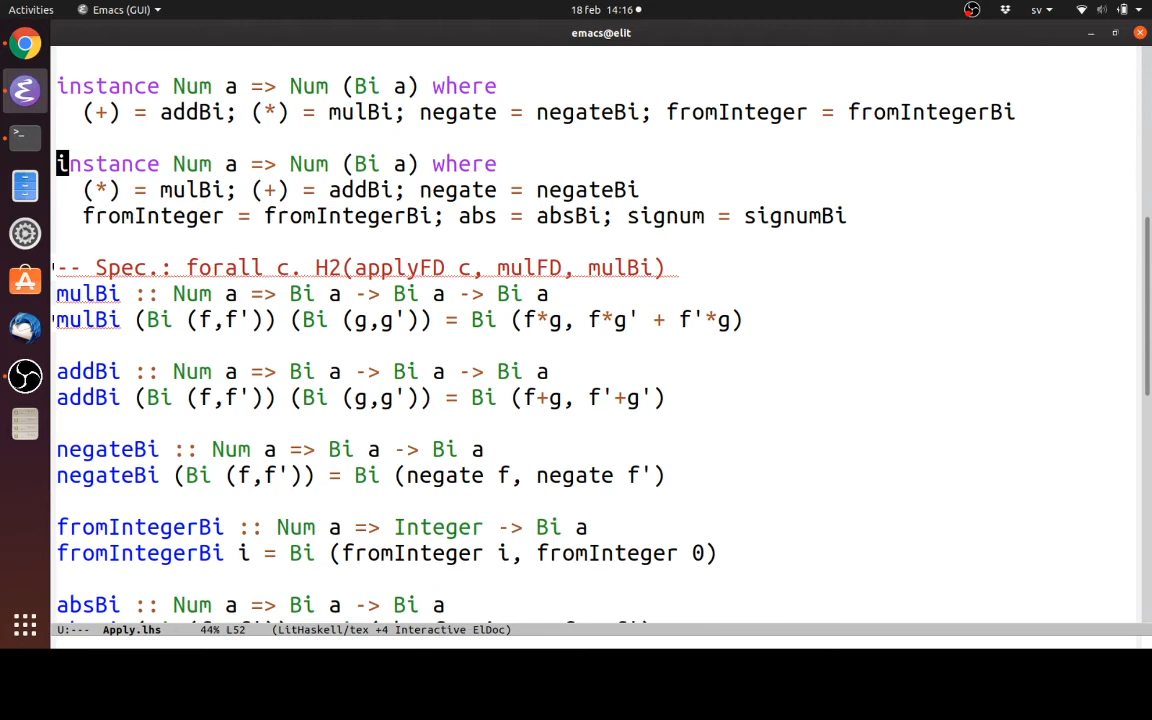 Activities Emacs (GUI) 18 feb 14:16 sv
emacs@elit
instance Num a => Num (Bi a) where
(+) = addBi; (*) = mulBi; negate = negateBi; fromInteger = fromIntegerBi
instance Num a => Num (Bi a) where
(*) = mulBi; (+) = addBi; negate = negateBi
fromInteger = fromIntegerBi; abs = absBi; signum = signumBi
-- Spec.: forall c. H2(applyFD c, mulFD, mulBi)
mulBi :: Num a => Bi a -> Bi a -> Bi a
mulBi (Bi (f,f')) (Bi (g,g')) = Bi (f*g, f*g' + f'*g)
addBi :: Num a => Bi a -> Bi a -> Bi a
addBi (Bi (f,f')) (Bi (g,g')) = Bi (f+g, f'+g')
negateBi :: Num a => Bi a -> Bi a
negateBi (Bi (f,f')) = Bi (negate f, negate f')
fromIntegerBi :: Num a => Integer -> Bi a
fromIntegerBi i = Bi (fromInteger i, fromInteger 0)
absBi :: Num a => Bi a -> Bi a
U:--- Apply.lhs 44% L52 (LitHaskell/tex +4 Interactive ElDoc)